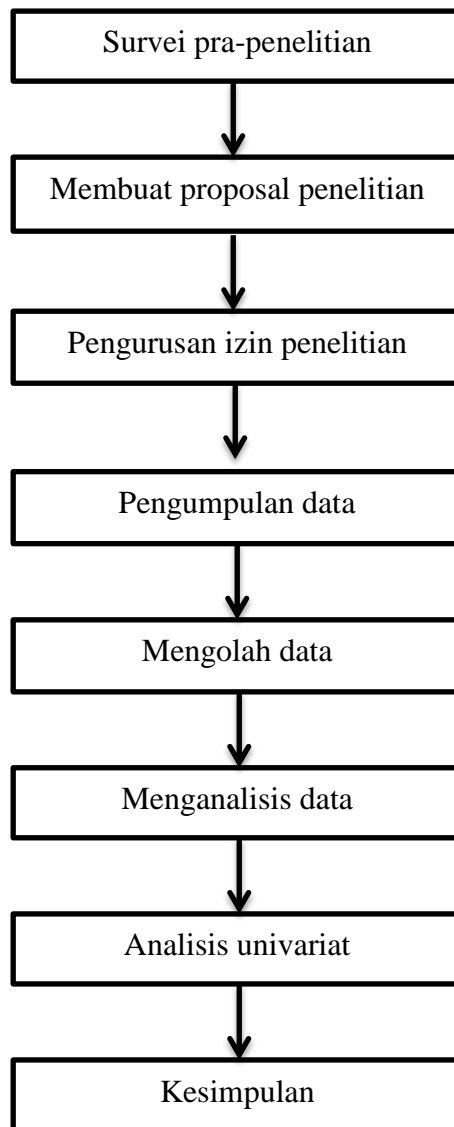 Survei pra-penelitian
Membuat proposal penelitian
Pengurusan izin penelitian
Pengumpulan data
Mengolah data
Menganalisis data
Analisis univariat
Kesimpulan